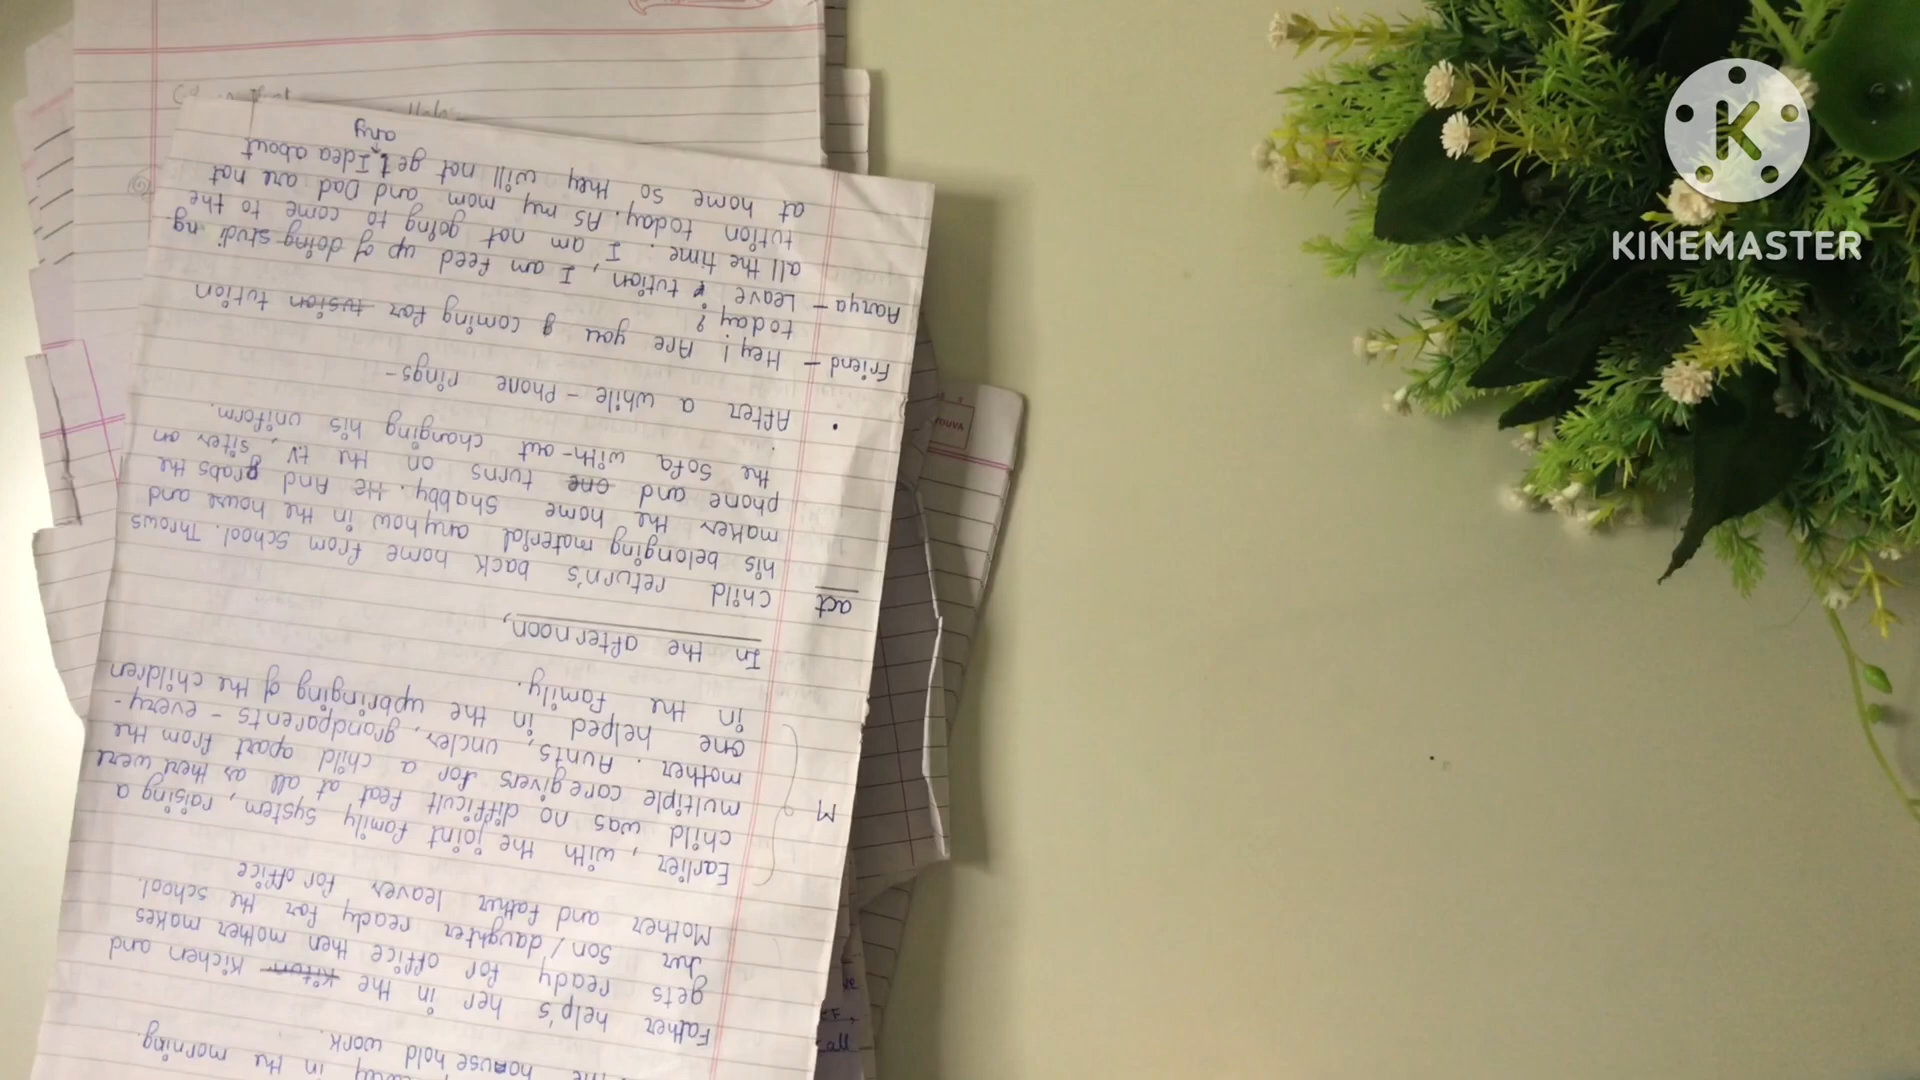 in the morning
the house hold work.
Father help's her in the kiton kichen and
gets ready for office then mother makes
her son/daughter ready for the school.
Mother and father leaves for office
Earlier, with the joint family system, raising a
child was no difficult feat at all as there were
M multiple caregivers for a child apart from the
mother. Aunts, uncles, grandparents - every-
one helped in the upbringing of the children
in the family.
In the afternoon,
act child return's back home from school. Throws
his belonging material anyhow in the house and
makes the home shabby. He And grabs the
phone and one turns on the tv, sites on
the sofa with-out changing his uniform.
• After a while - Phone rings-
Friend - Hey! Are you coming for tusion tution
today?
Aarya - Leave tution, I am feed up of doing studing
all the time. I am not going to come to the
tution today. As my mom and Dad are not
at home so they will not get any Idea about
KINEMASTER
all